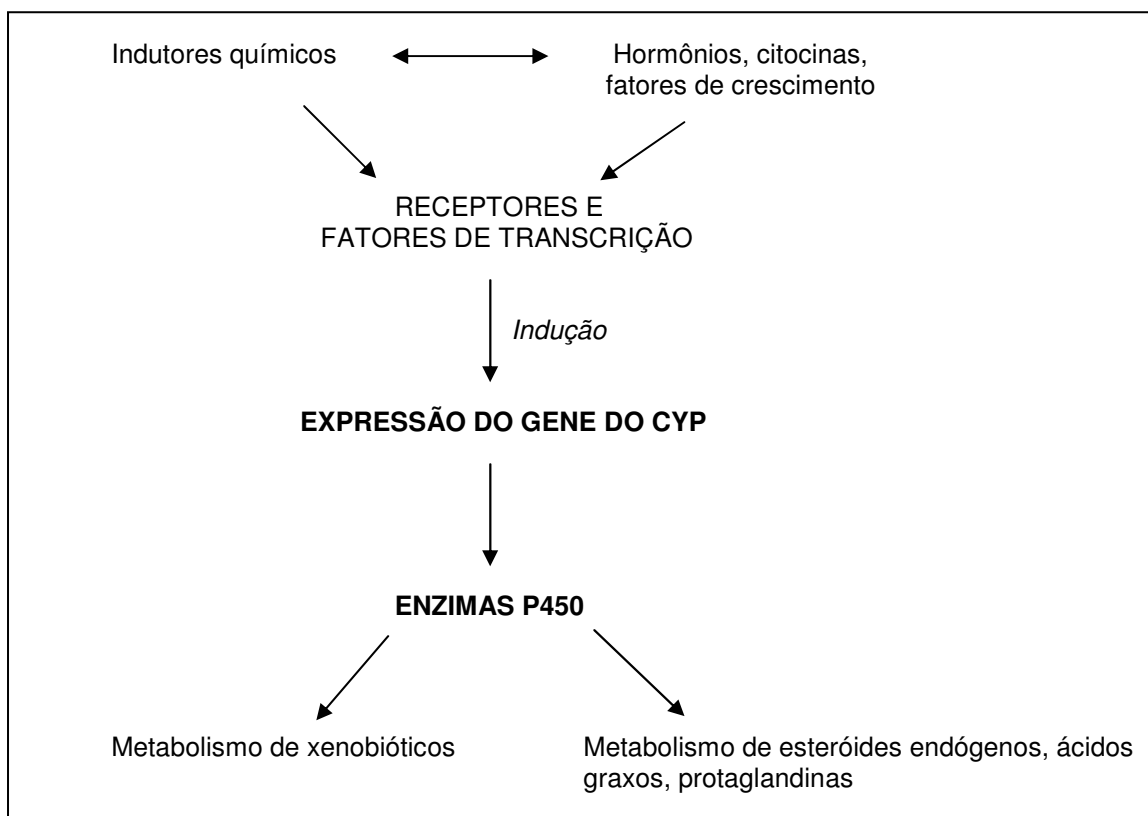 Indutores químicos
Hormônios, citocinas,
fatores de crescimento
RECEPTORES E
FATORES DE TRANSCRIÇÃO
Indução
EXPRESSÃO DO GENE DO CYP
ENZIMAS P450
Metabolismo de xenobióticos
Metabolismo de esteróides endógenos, ácidos
graxos, protaglandinas